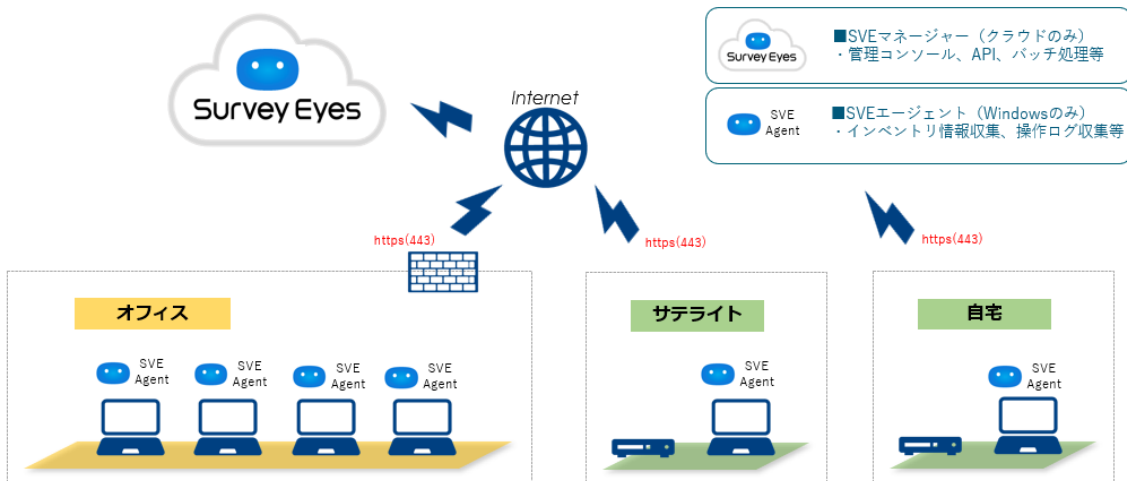 Survey Eyes
Internet
Survey Eyes
■SVEマネージャー（クラウドのみ）
・管理コンソール、API、バッチ処理等
SVE
Agent
■SVEエージェント（Windowsのみ）
・インベントリ情報収集、操作ログ収集等
https(443)
https(443)
https(443)
オフィス
サテライト
自宅
SVE
Agent
SVE
Agent
SVE
Agent
SVE
Agent
SVE
Agent
SVE
Agent